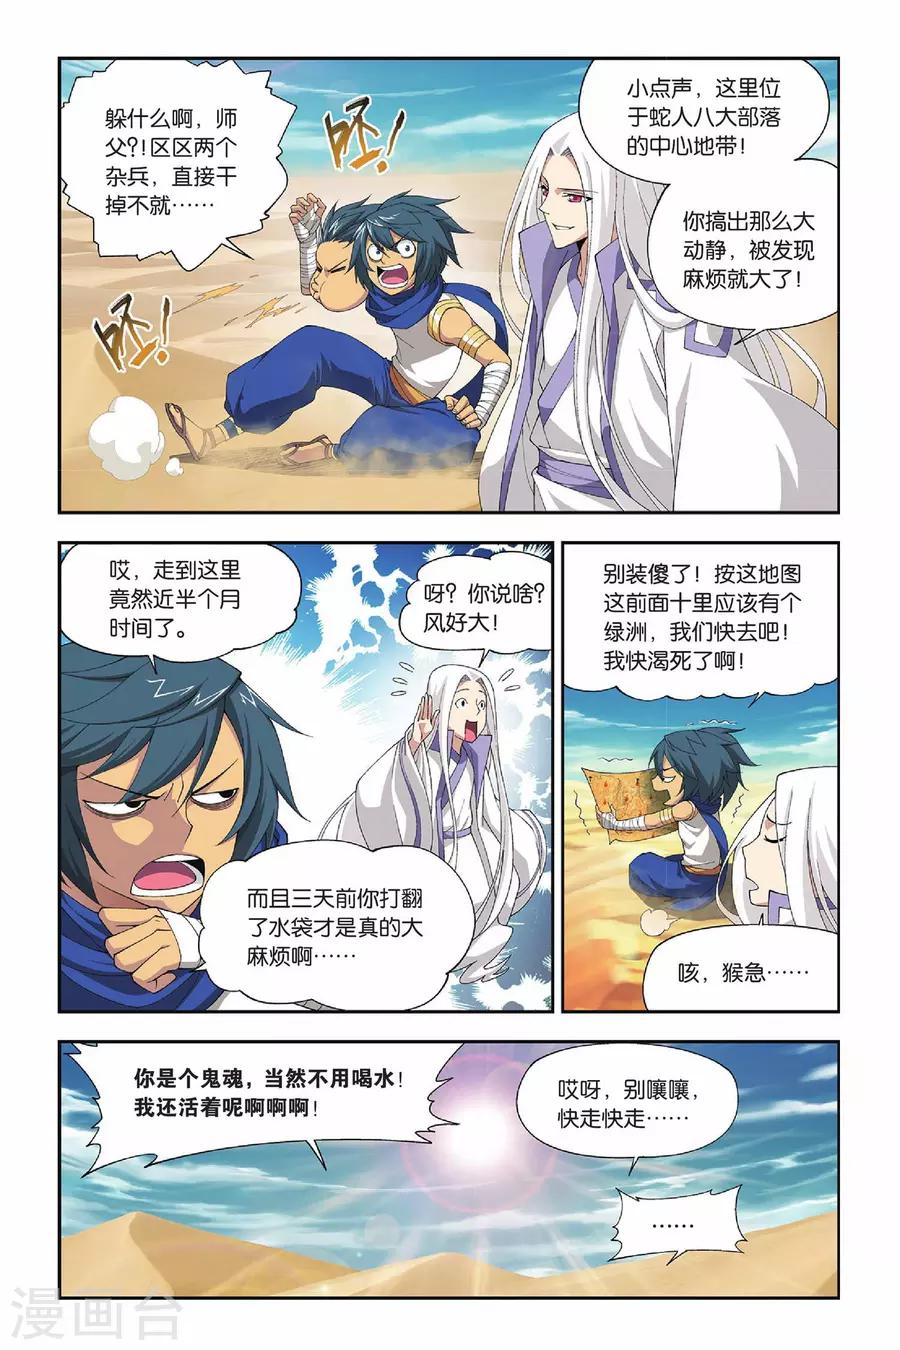 躲什么啊，师
父?！区区两个
杂兵，直接干
掉不就……
呸！
呸！
小点声，这里位
于蛇人八大部落
的中心地带！
你搞出那么大
动静，被发现
麻烦就大了！
哎，走到这里
竟然近半个月
时间了。
呀？你说啥？
风好大！
而且三天前你打翻
了水袋才是真的大
麻烦啊……
别装傻了！按这地图
这前面十里应该有个
绿洲，我们快去吧！
我快渴死了啊！
咳，猴急……
你是个鬼魂，当然不用喝水！
我还活着呢啊啊啊！
哎呀，别嚷嚷，
快走快走……
……
漫画台